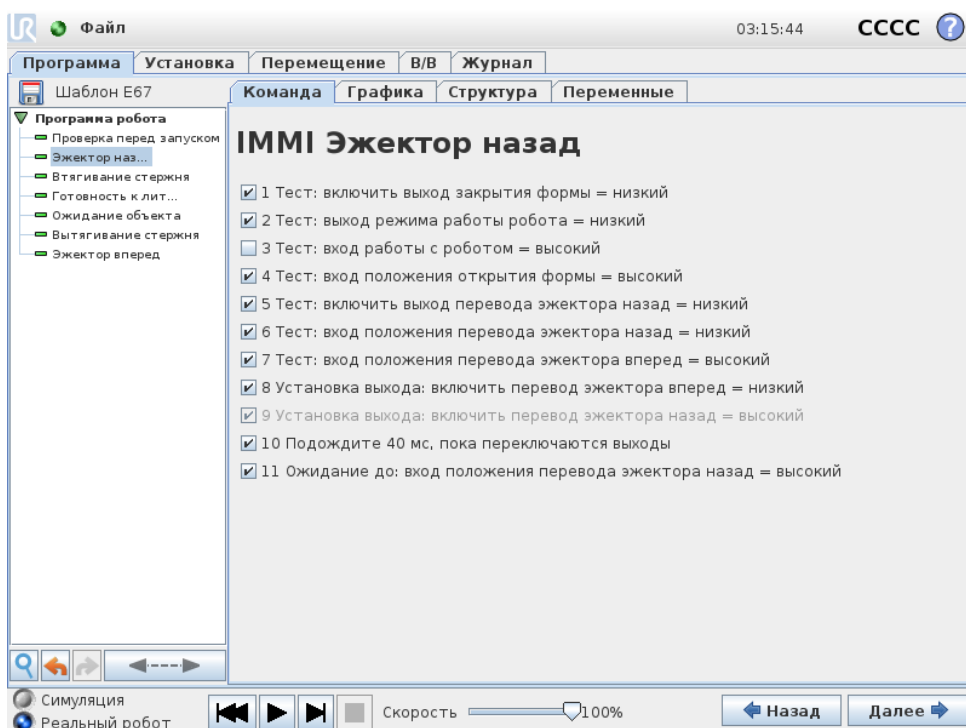 UR Файл 03:15:44 CCCC ?
Программа Установка Перемещение В/В Журнал
Шаблон E67 Команда Графика Структура Переменные
Программа робота
Проверка перед запуском
Эжектор наз...
Втягивание стержня
Готовность к лит...
Ожидание объекта
Вытягивание стержня
Эжектор вперед
IMMI Эжектор назад
1 Тест: включить выход закрытия формы = низкий
2 Тест: выход режима работы робота = низкий
3 Тест: вход работы с роботом = высокий
4 Тест: вход положения открытия формы = высокий
5 Тест: включить выход перевода эжектора назад = низкий
6 Тест: вход положения перевода эжектора назад = низкий
7 Тест: вход положения перевода эжектора вперед = высокий
8 Установка выхода: включить перевод эжектора вперед = низкий
9 Установка выхода: включить перевод эжектора назад = высокий
10 Подождите 40 мс, пока переключаются выходы
11 Ожидание до: вход положения перевода эжектора назад = высокий
Симуляция
Реальный робот
Скорость 100%
Назад Далее